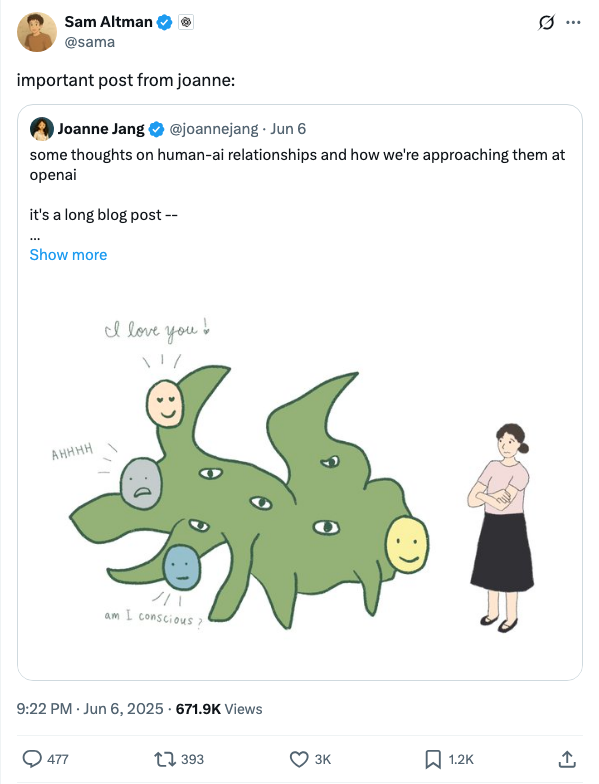 Sam Altman
@sama
important post from joanne:
Joanne Jang @joannejang · Jun 6
some thoughts on human-ai relationships and how we're approaching them at
openai
it's a long blog post --
...
Show more
I love you!
AHHHH
am I conscious?
9:22 PM · Jun 6, 2025 · 671.9K Views
477 393 3K 1.2K